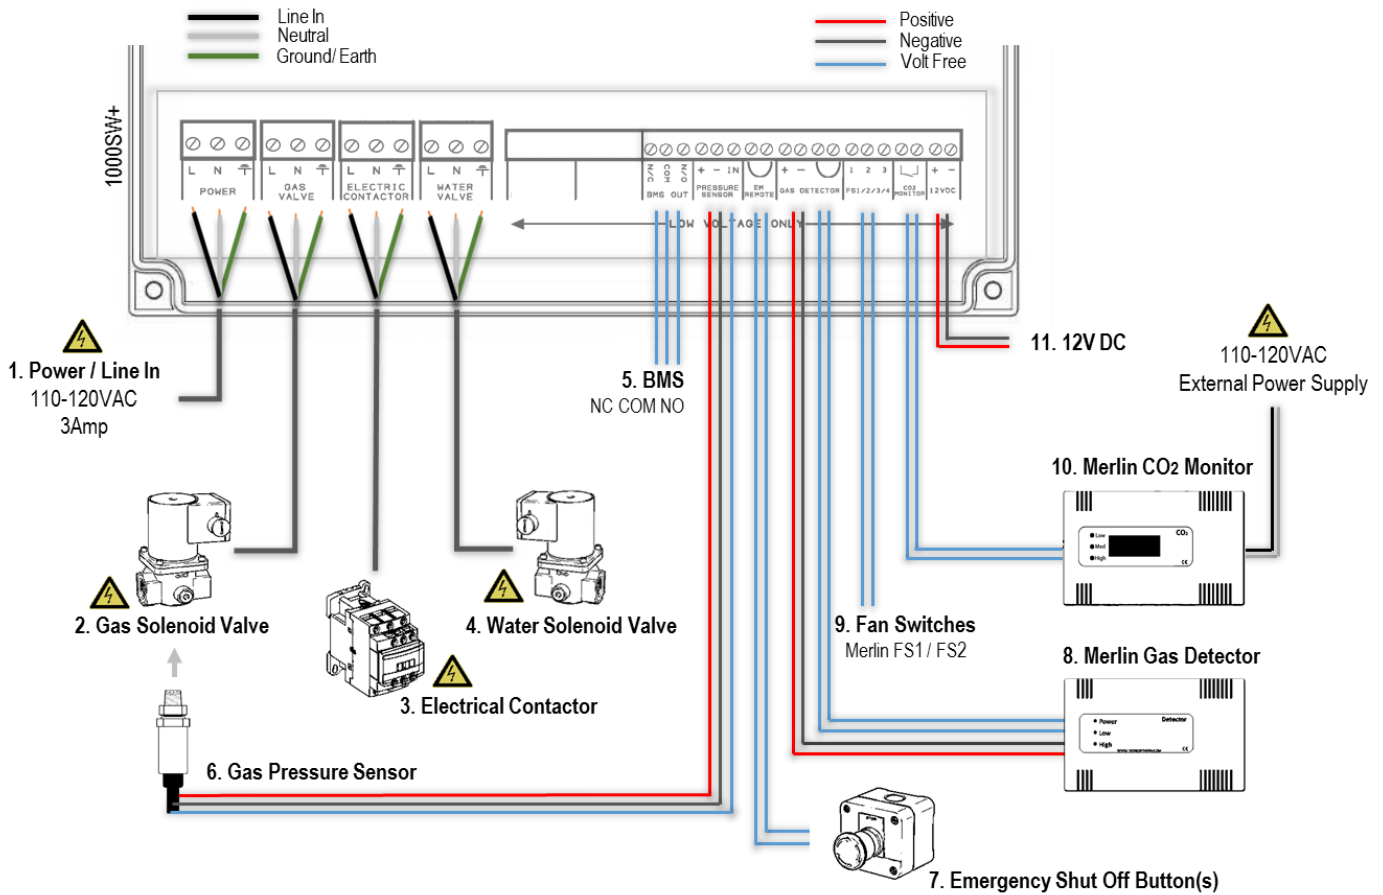 Line In
Neutral
Ground/ Earth
Positive
Negative
Volt Free
1000SW+
L N
POWER
L N
GAS
VALVE
L N
ELECTRIC
CONTACTOR
L N
WATER
VALVE
N/C COM N/O
BMS OUT
+ - IN
PRESSURE
SENSOR
EM
REMOTE
+ -
GAS DETECTOR
1 2 3
FS1/2/3/4
CO2
MONITOR
+ -
12VDC
LOW VOLTAGE ONLY
1. Power / Line In
110-120VAC
3Amp
5. BMS
NC COM NO
11. 12V DC
110-120VAC
External Power Supply
10. Merlin CO2 Monitor
Low
Med
High
CO2
CE
2. Gas Solenoid Valve
4. Water Solenoid Valve
9. Fan Switches
Merlin FS1 / FS2
8. Merlin Gas Detector
Power
Low
High
Detector
CE
3. Electrical Contactor
6. Gas Pressure Sensor
7. Emergency Shut Off Button(s)